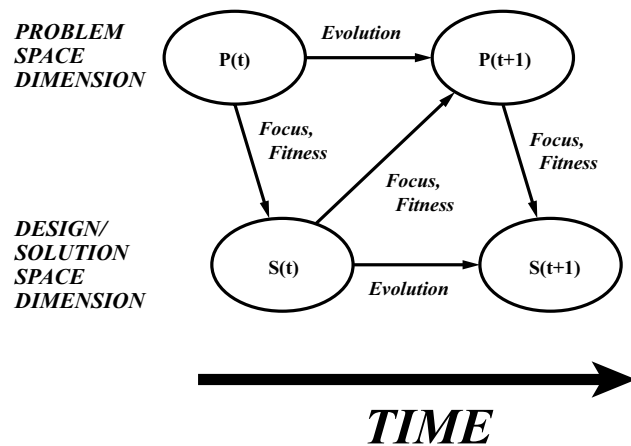 PROBLEM
SPACE
DIMENSION
P(t)
Evolution
P(t+1)
Focus,
Fitness
Focus,
Fitness
Focus,
Fitness
DESIGN/
SOLUTION
SPACE
DIMENSION
S(t)
Evolution
S(t+1)
TIME